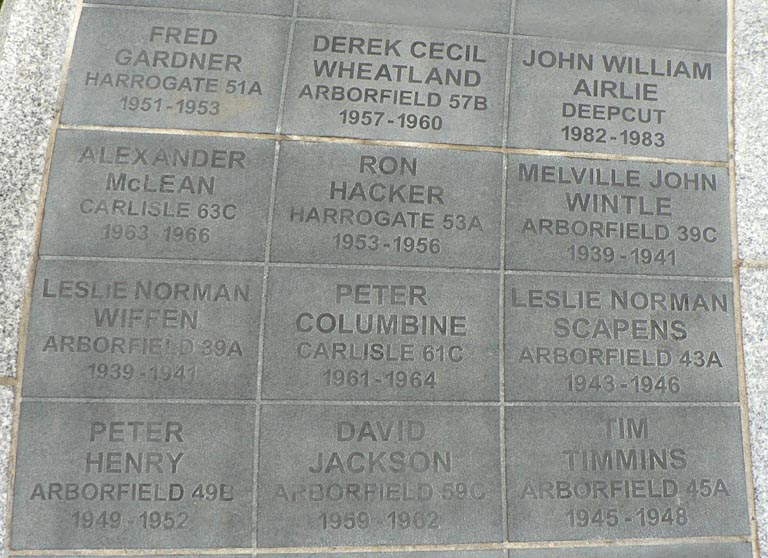 FRED
GARDNER
HARROGATE 51A
1951-1953
DEREK CECIL
WHEATLAND
ARBORFIELD 57B
1957-1960
JOHN WILLIAM
AIRLIE
DEEPCUT
1982-1983
ALEXANDER
McLEAN
CARLISLE 63C
1963-1966
RON
HACKER
HARROGATE 53A
1953-1956
MELVILLE JOHN
WINTLE
ARBORFIELD 39C
1939-1941
LESLIE NORMAN
WIFFEN
ARBORFIELD 39A
1939-1941
PETER
COLUMBINE
CARLISLE 61C
1961-1964
LESLIE NORMAN
SCAPENS
ARBORFIELD 43A
1943-1946
PETER
HENRY
ARBORFIELD 49B
1949-1952
DAVID
JACKSON
ARBORFIELD 59C
1959-1962
TIM
TIMMINS
ARBORFIELD 45A
1945-1948